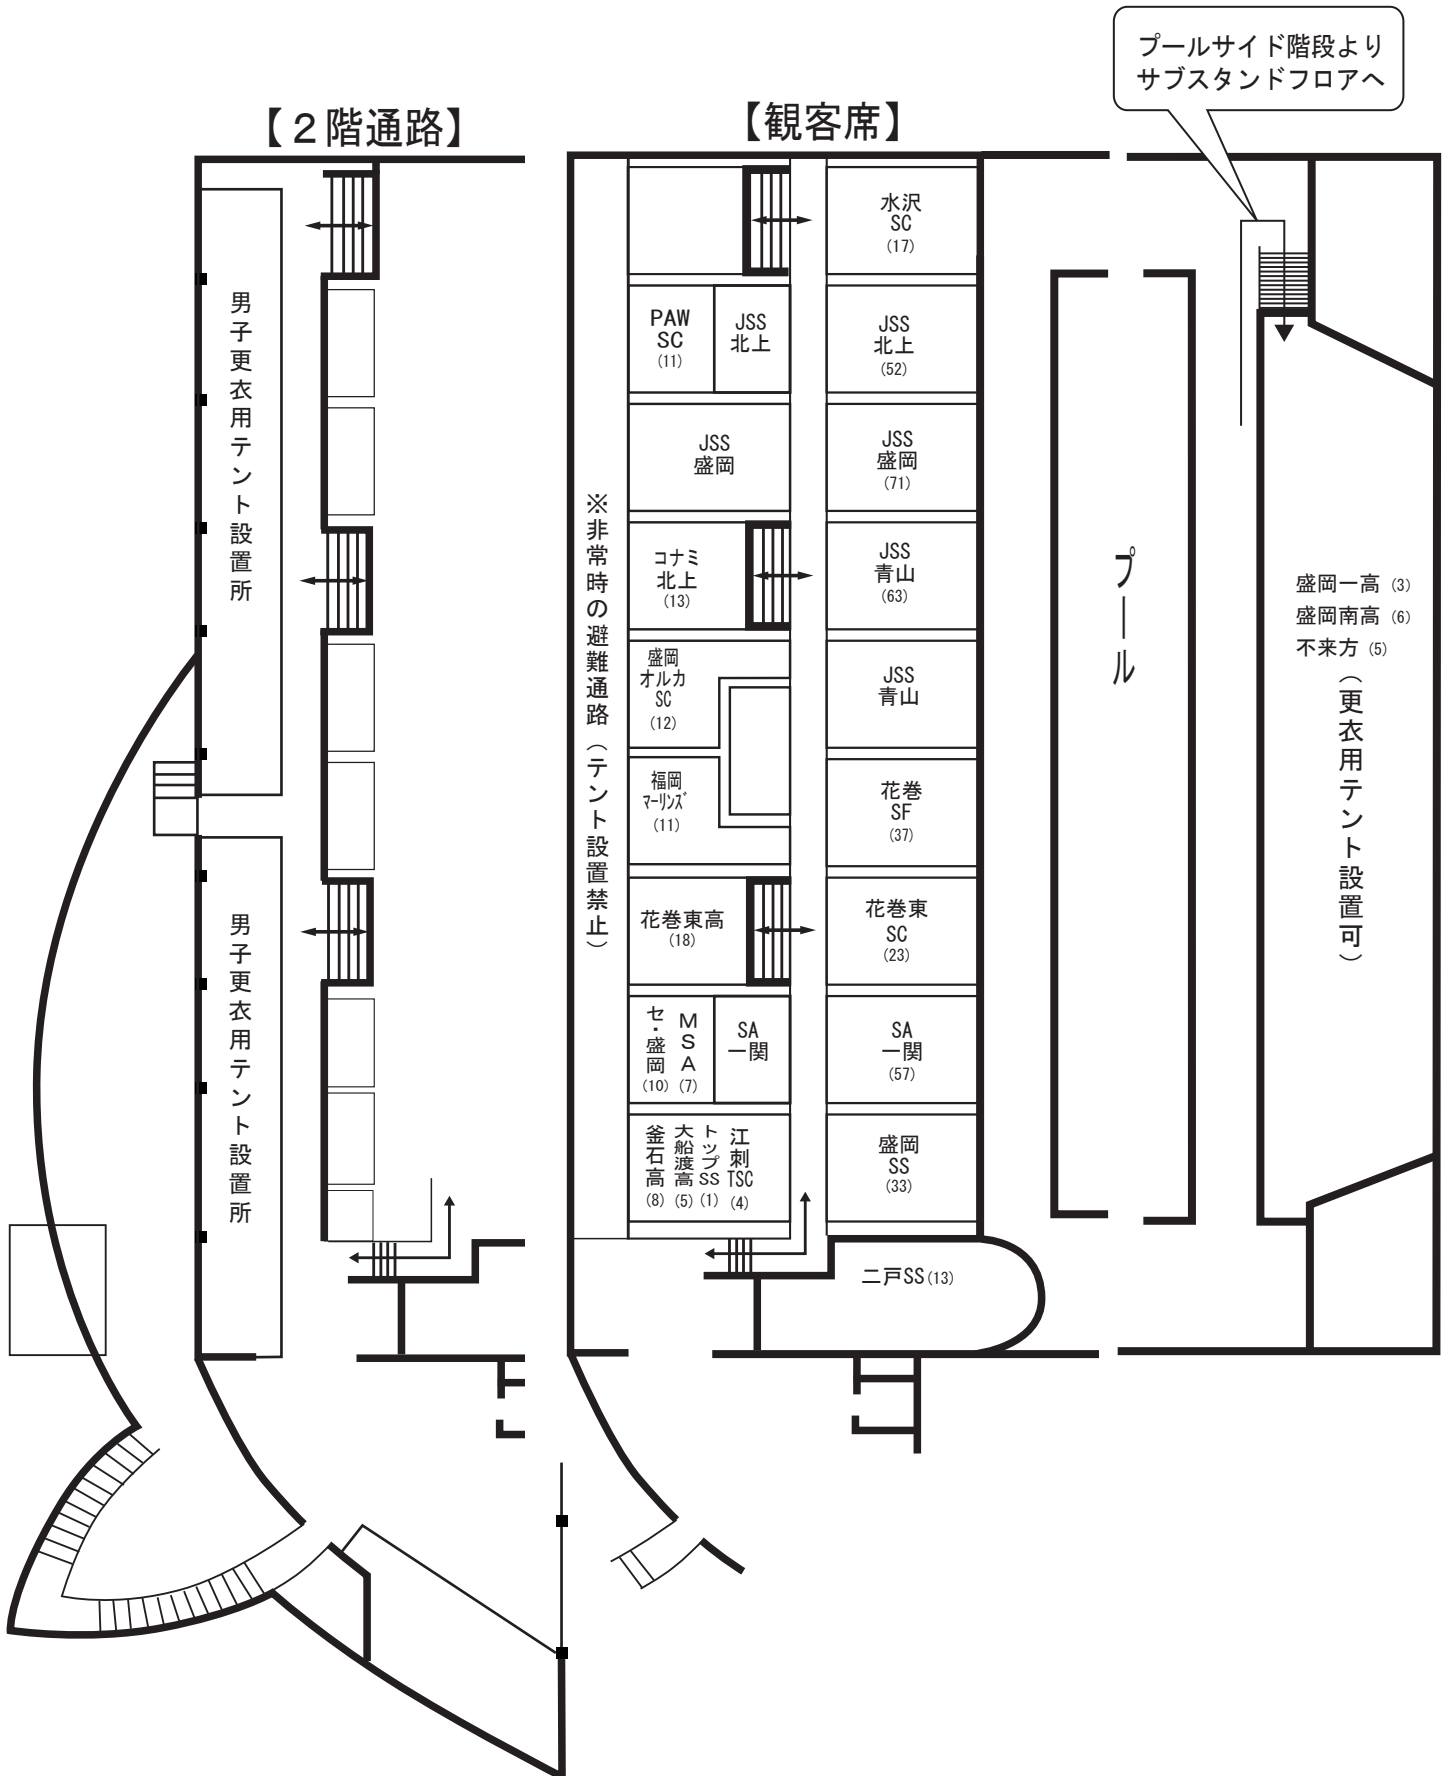 プールサイド階段より
サブスタンドフロアへ
【２階通路】
【観客席】
男子更衣用テント設置所
男子更衣用テント設置所
※非常時の避難通路（テント設置禁止）
水沢
SC
(17)
PAW
SC
(11)
JSS
北上
JSS
北上
(52)
JSS
盛岡
JSS
盛岡
(71)
コナミ
北上
(13)
JSS
青山
(63)
盛岡
オルカ
SC
(12)
JSS
青山
福岡
マーリンズ
(11)
花巻
SF
(37)
花巻東高
(18)
花巻東
SC
(23)
セ・盛岡
(10)
ＭＳＡ
(7)
SA
一関
SA
一関
(57)
釜石高
(8)
大船渡高
(5)
トップSS
(1)
江刺TSC
(4)
盛岡
SS
(33)
二戸SS(13)
プール
盛岡一高 (3)
盛岡南高 (6)
不来方 (5)
（更衣用テント設置可）